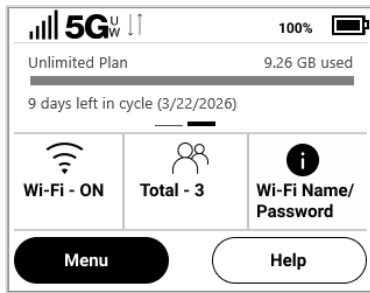 5G UW 100%
Unlimited Plan 9.26 GB used
9 days left in cycle (3/22/2026)
Wi-Fi - ON Total - 3 Wi-Fi Name/
Password
Menu Help